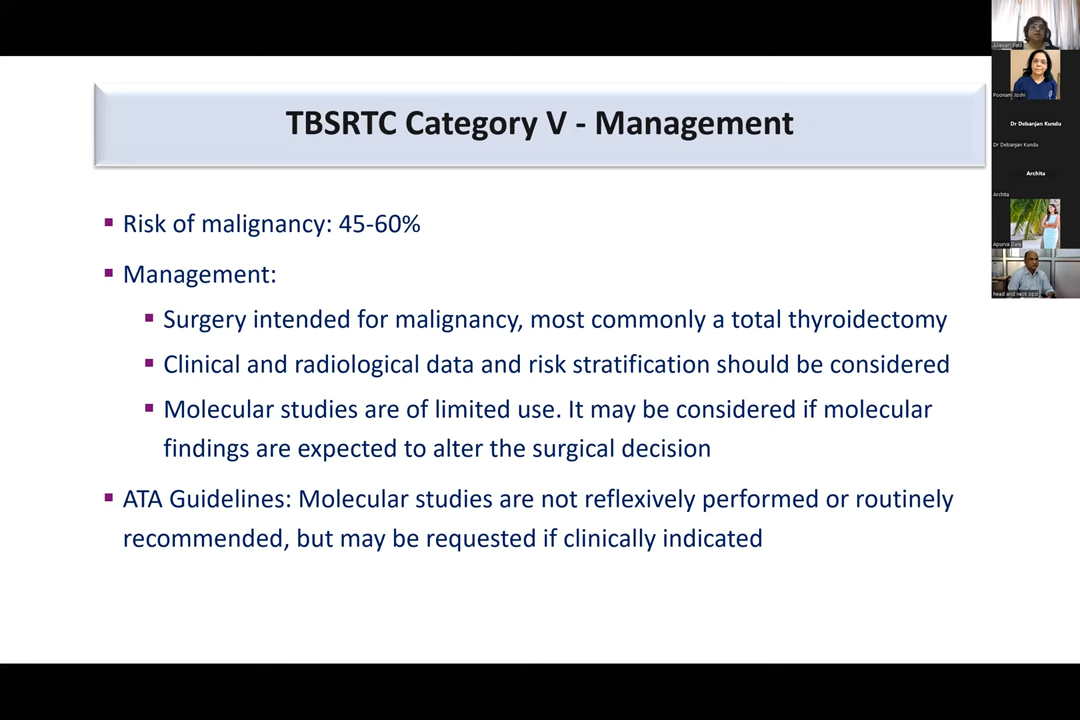 TBSRTC Category V - Management
Risk of malignancy: 45-60%
Management:
Surgery intended for malignancy, most commonly a total thyroidectomy
Clinical and radiological data and risk stratification should be considered
Molecular studies are of limited use. It may be considered if molecular
findings are expected to alter the surgical decision
ATA Guidelines: Molecular studies are not reflexively performed or routinely
recommended, but may be requested if clinically indicated
Patil
Poonam Joshi
Dr Debanjan Kundu
Dr Debanjan Kundu
Archita
Archita
Apurva
head and neck opd